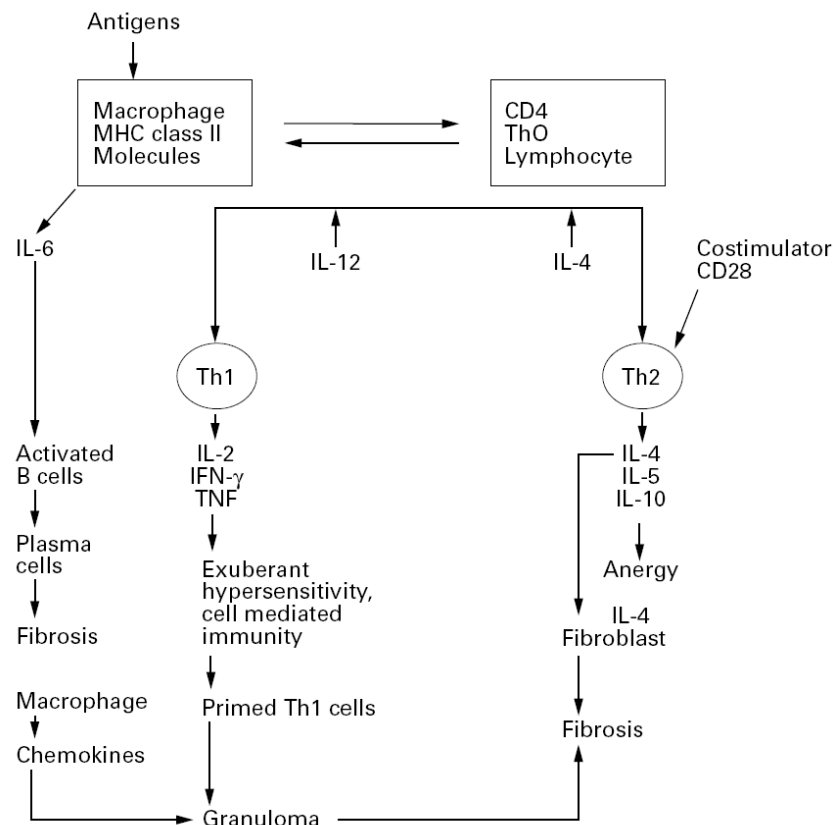 Antigens
Macrophage
MHC class II
Molecules
CD4
ThO
Lymphocyte
IL-6
IL-12
IL-4
Costimulator
CD28
Th1
Th2
Activated
B cells
IL-2
IFN-γ
TNF
IL-4
IL-5
IL-10
Plasma
cells
Exuberant
hypersensitivity,
cell mediated
immunity
Anergy
IL-4
Fibroblast
Fibrosis
Macrophage
Primed Th1 cells
Fibrosis
Chemokines
Granuloma